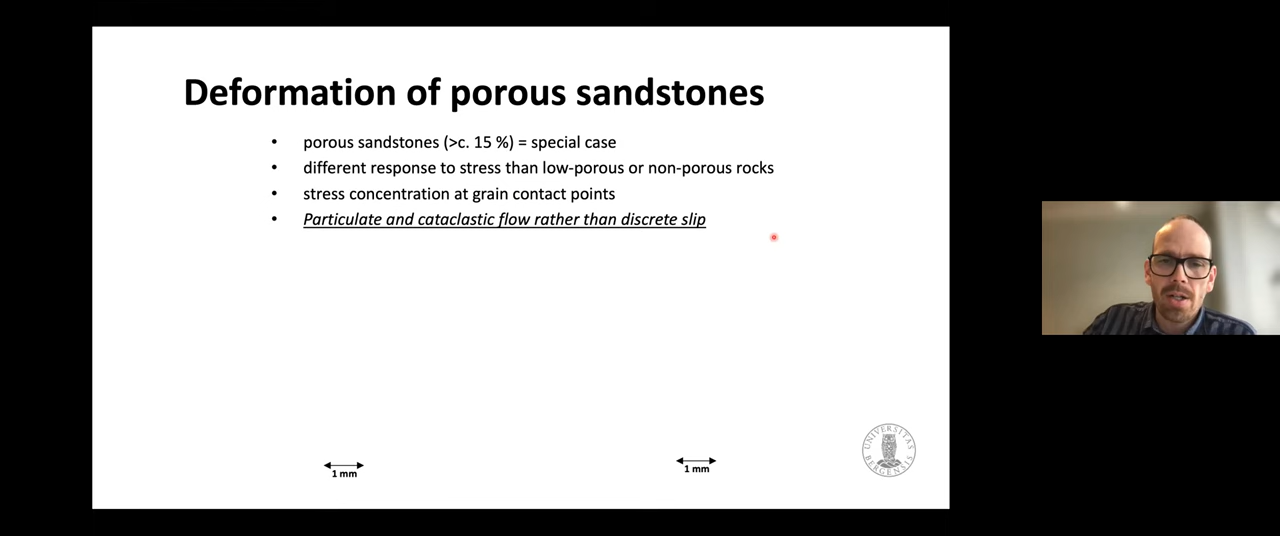 Deformation of porous sandstones
• porous sandstones (>c. 15 %) = special case
• different response to stress than low-porous or non-porous rocks
• stress concentration at grain contact points
• Particulate and cataclastic flow rather than discrete slip
1 mm
1 mm
UNIVERSITAS
BERGENSIS